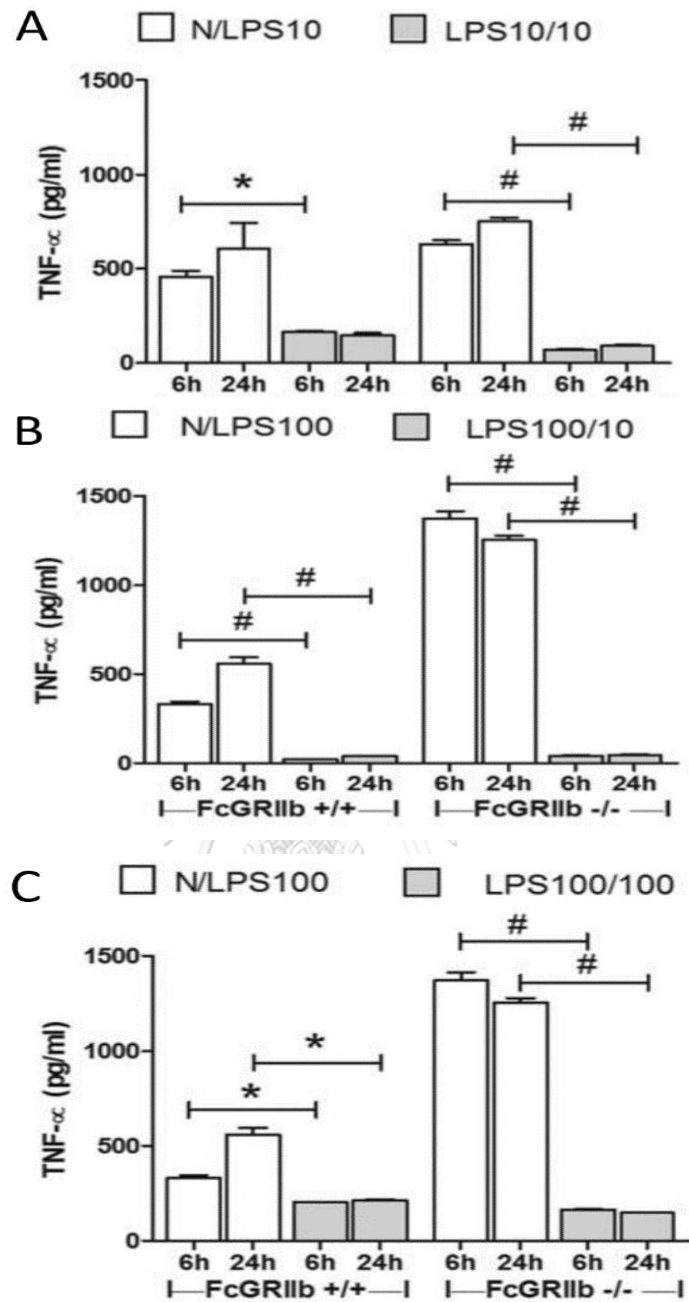 A
N/LPS10 LPS10/10
1500
1000
500
0
TNF-α (pg/ml)
* # #
6h 24h 6h 24h 6h 24h 6h 24h
B
N/LPS100 LPS100/10
1500
1000
500
0
TNF-α (pg/ml)
# # # #
6h 24h 6h 24h 6h 24h 6h 24h
FcGRIIb +/+ FcGRIIb -/-
C
N/LPS100 LPS100/100
1500
1000
500
0
TNF-α (pg/ml)
* * # #
6h 24h 6h 24h 6h 24h 6h 24h
FcGRIIb +/+ FcGRIIb -/-